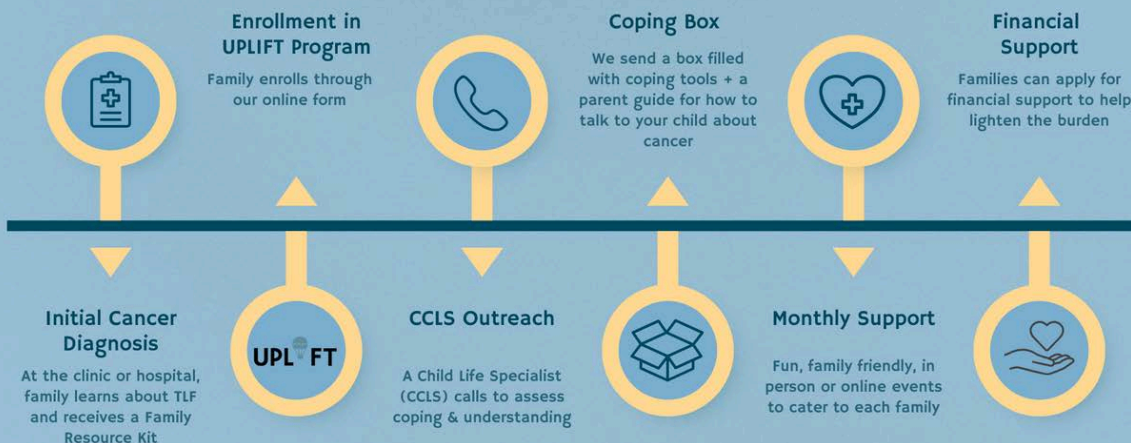 Initial Cancer
Diagnosis
At the clinic or hospital,
family learns about TLF
and receives a Family
Resource Kit
Enrollment in
UPLIFT Program
Family enrolls through
our online form
UPLIFT
CCLS Outreach
A Child Life Specialist
(CCLS) calls to assess
coping & understanding
Coping Box
We send a box filled
with coping tools + a
parent guide for how to
talk to your child about
cancer
Monthly Support
Fun, family friendly, in
person or online events
to cater to each family
Financial
Support
Families can apply for
financial support to help
lighten the burden